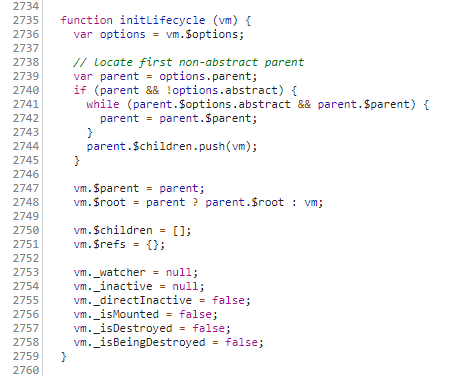 2734
2735 function initLifecycle (vm) {
2736 var options = vm.$options;
2737
2738 // locate first non-abstract parent
2739 var parent = options.parent;
2740 if (parent && !options.abstract) {
2741 while (parent.$options.abstract && parent.$parent) {
2742 parent = parent.$parent;
2743 }
2744 parent.$children.push(vm);
2745 }
2746
2747 vm.$parent = parent;
2748 vm.$root = parent ? parent.$root : vm;
2749
2750 vm.$children = [];
2751 vm.$refs = {};
2752
2753 vm._watcher = null;
2754 vm._inactive = null;
2755 vm._directInactive = false;
2756 vm._isMounted = false;
2757 vm._isDestroyed = false;
2758 vm._isBeingDestroyed = false;
2759 }
2760